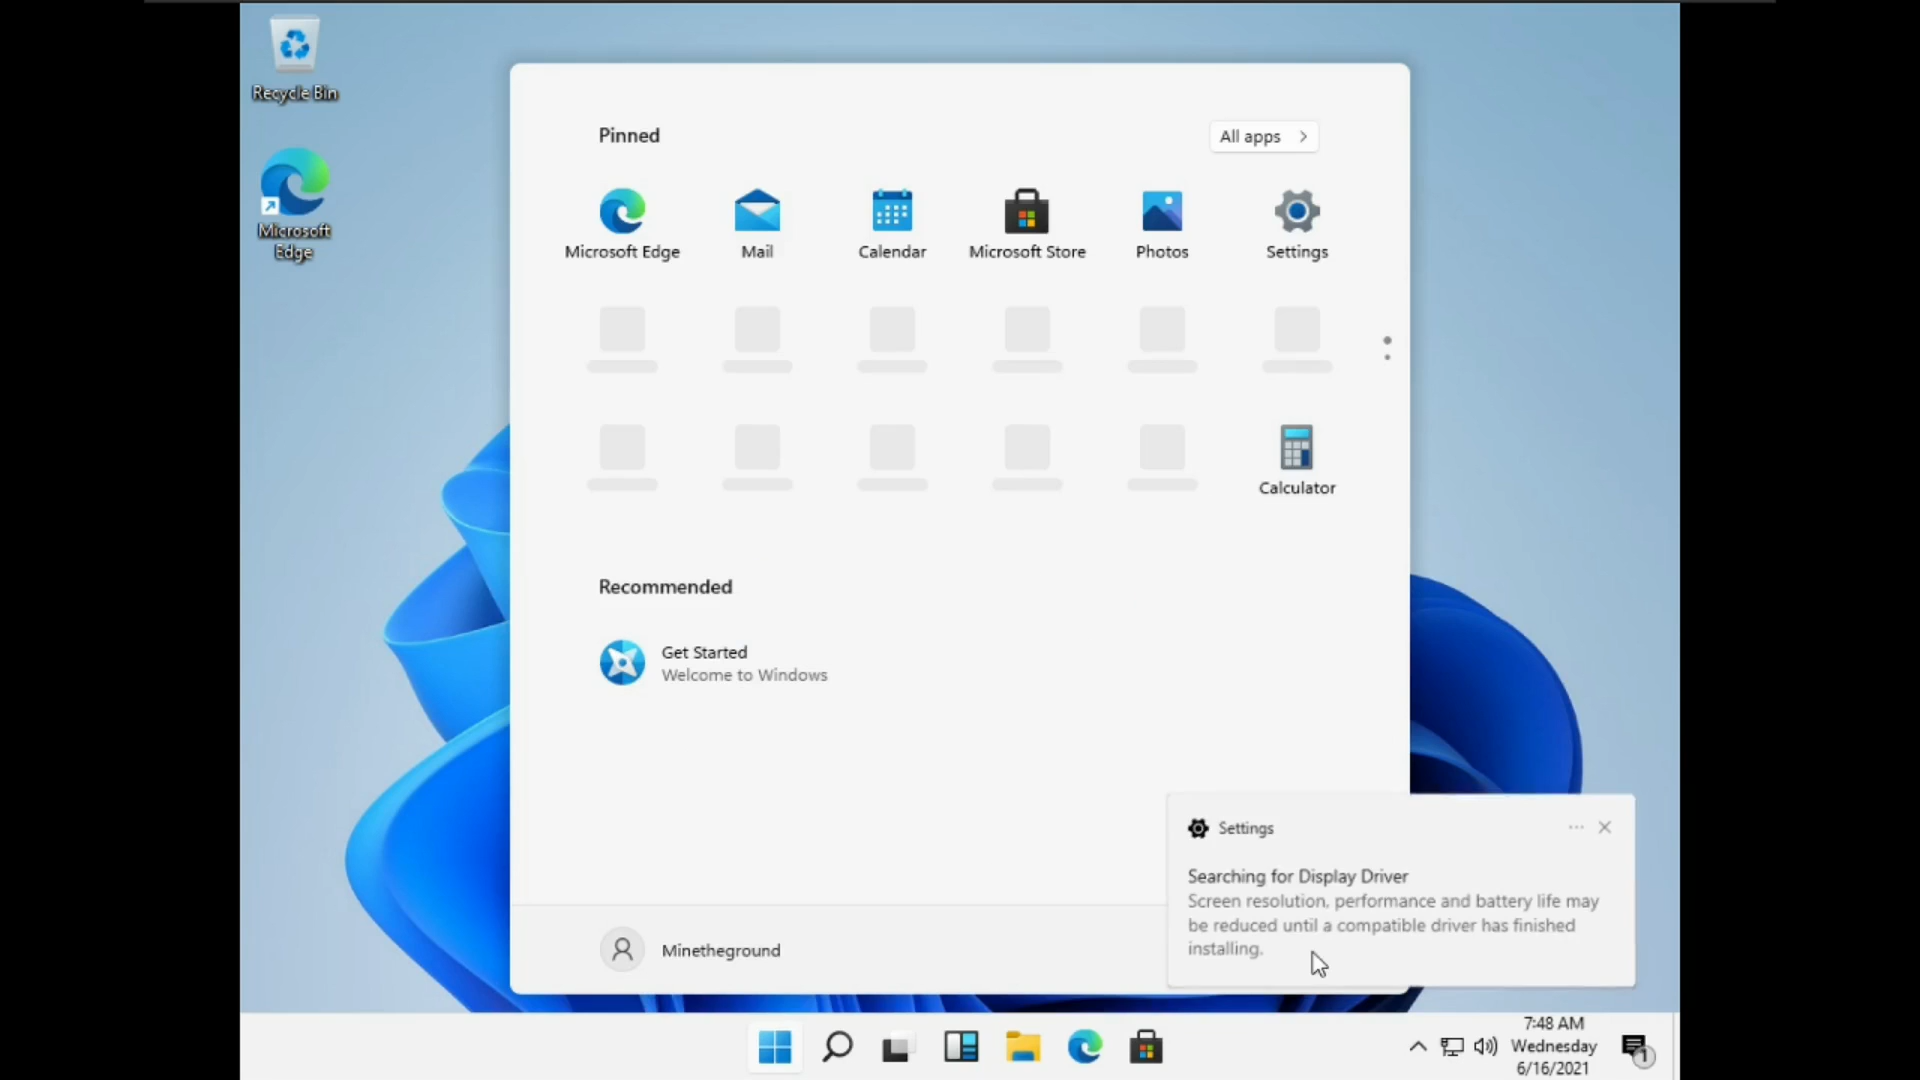 Recycle Bin
Microsoft
Edge
Pinned
All apps
Microsoft Edge
Mail
Calendar
Microsoft Store
Photos
Settings
Calculator
Recommended
Get Started
Welcome to Windows
Minetheground
Settings
Searching for Display Driver
Screen resolution, performance and battery life may
be reduced until a compatible driver has finished
installing.
7:48 AM
Wednesday
6/16/2021
1